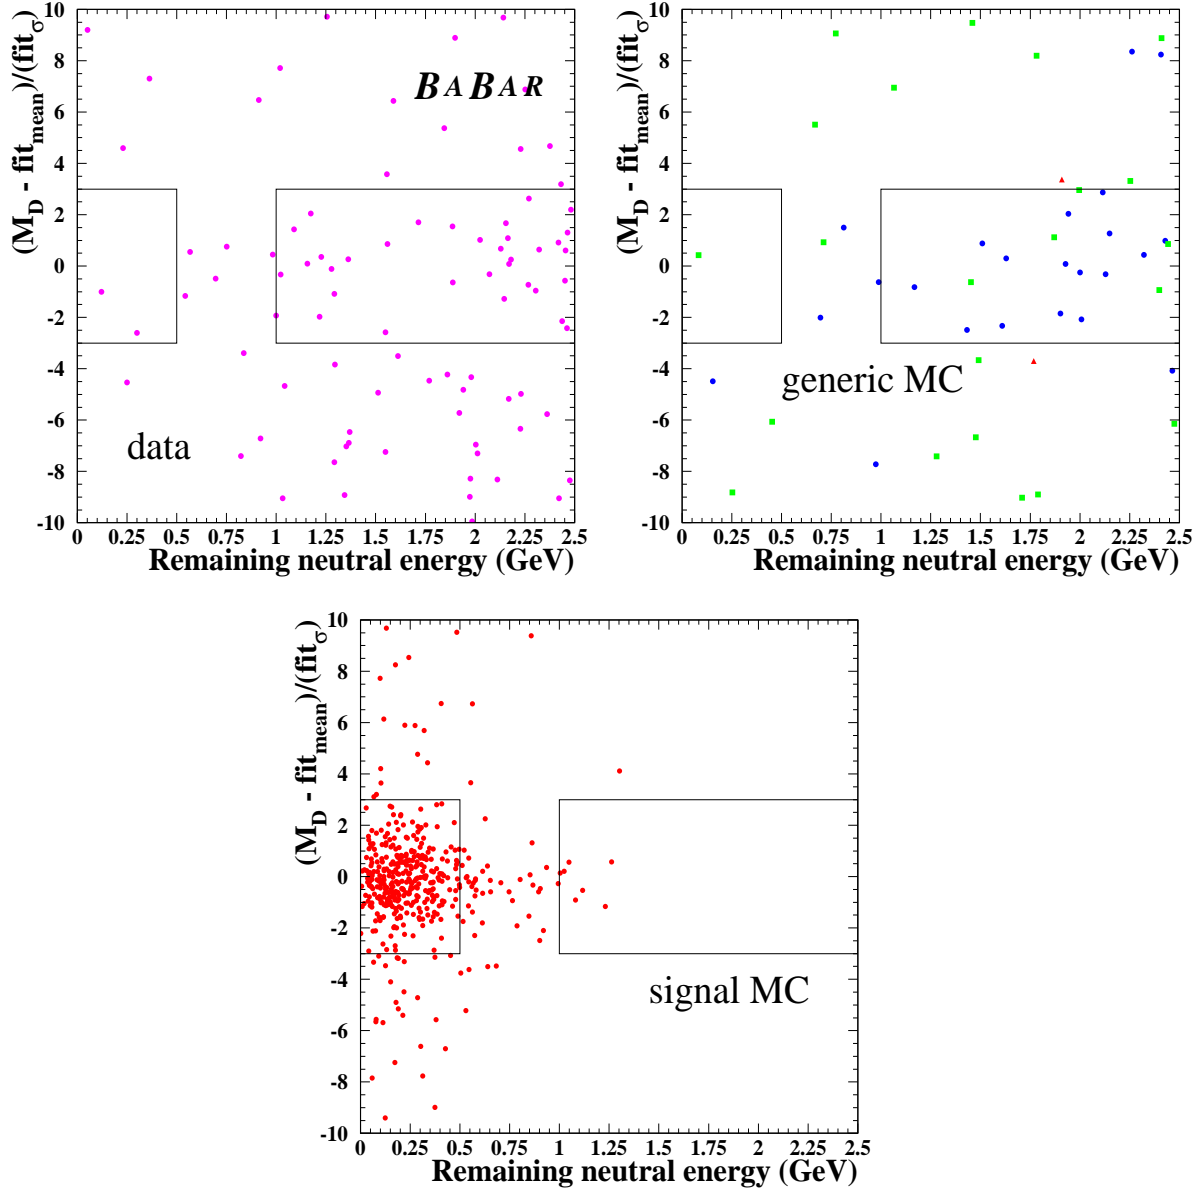 (M_D - fit_mean)/(fit_σ)
10
8
6
4
2
0
-2
-4
-6
-8
-10
BABAR
data
0 0.25 0.5 0.75 1 1.25 1.5 1.75 2 2.25 2.5
Remaining neutral energy (GeV)
(M_D - fit_mean)/(fit_σ)
10
8
6
4
2
0
-2
-4
-6
-8
-10
generic MC
0 0.25 0.5 0.75 1 1.25 1.5 1.75 2 2.25 2.5
Remaining neutral energy (GeV)
(M_D - fit_mean)/(fit_σ)
10
8
6
4
2
0
-2
-4
-6
-8
-10
signal MC
0 0.25 0.5 0.75 1 1.25 1.5 1.75 2 2.25 2.5
Remaining neutral energy (GeV)